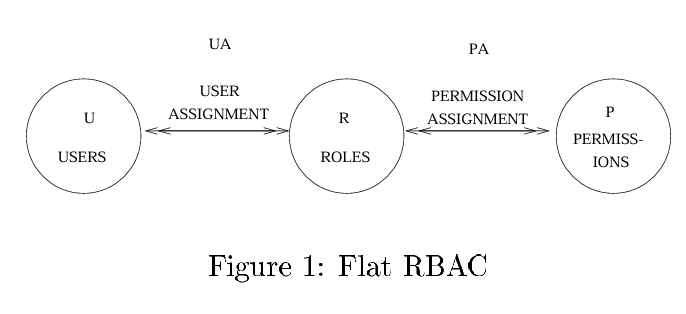 UA
PA
USER
ASSIGNMENT
PERMISSION
ASSIGNMENT
U
USERS
R
ROLES
P
PERMISS-
IONS
Figure 1: Flat RBAC